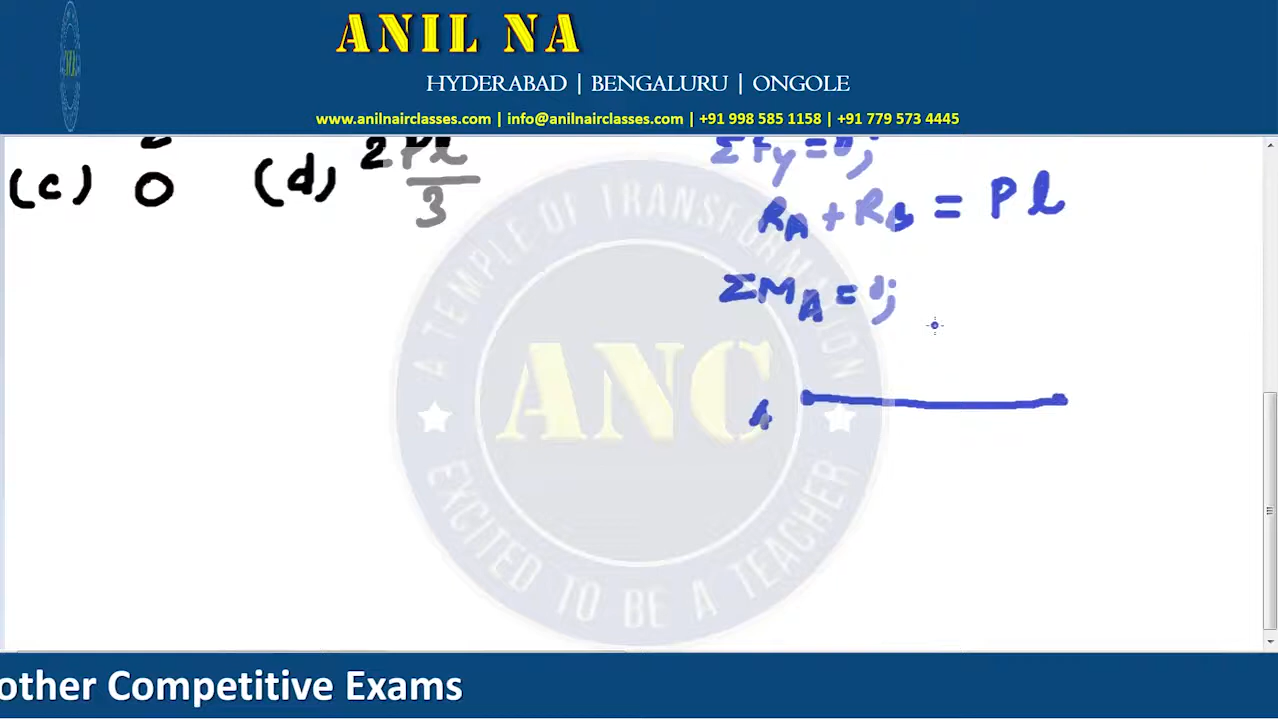 ANIL NA
HYDERABAD | BENGALURU | ONGOLE
www.anilnairclasses.com | info@anilnairclasses.com | +91 998 585 1158 | +91 779 573 4445
ΣFy = 0;
(c) 0 (d) 2Pl/3
RA + RB = Pl
ΣMA = 0;
A
A TEMPLE OF TRANSFORMATION
ANC
EXCITED TO BE A TEACHER
other Competitive Exams